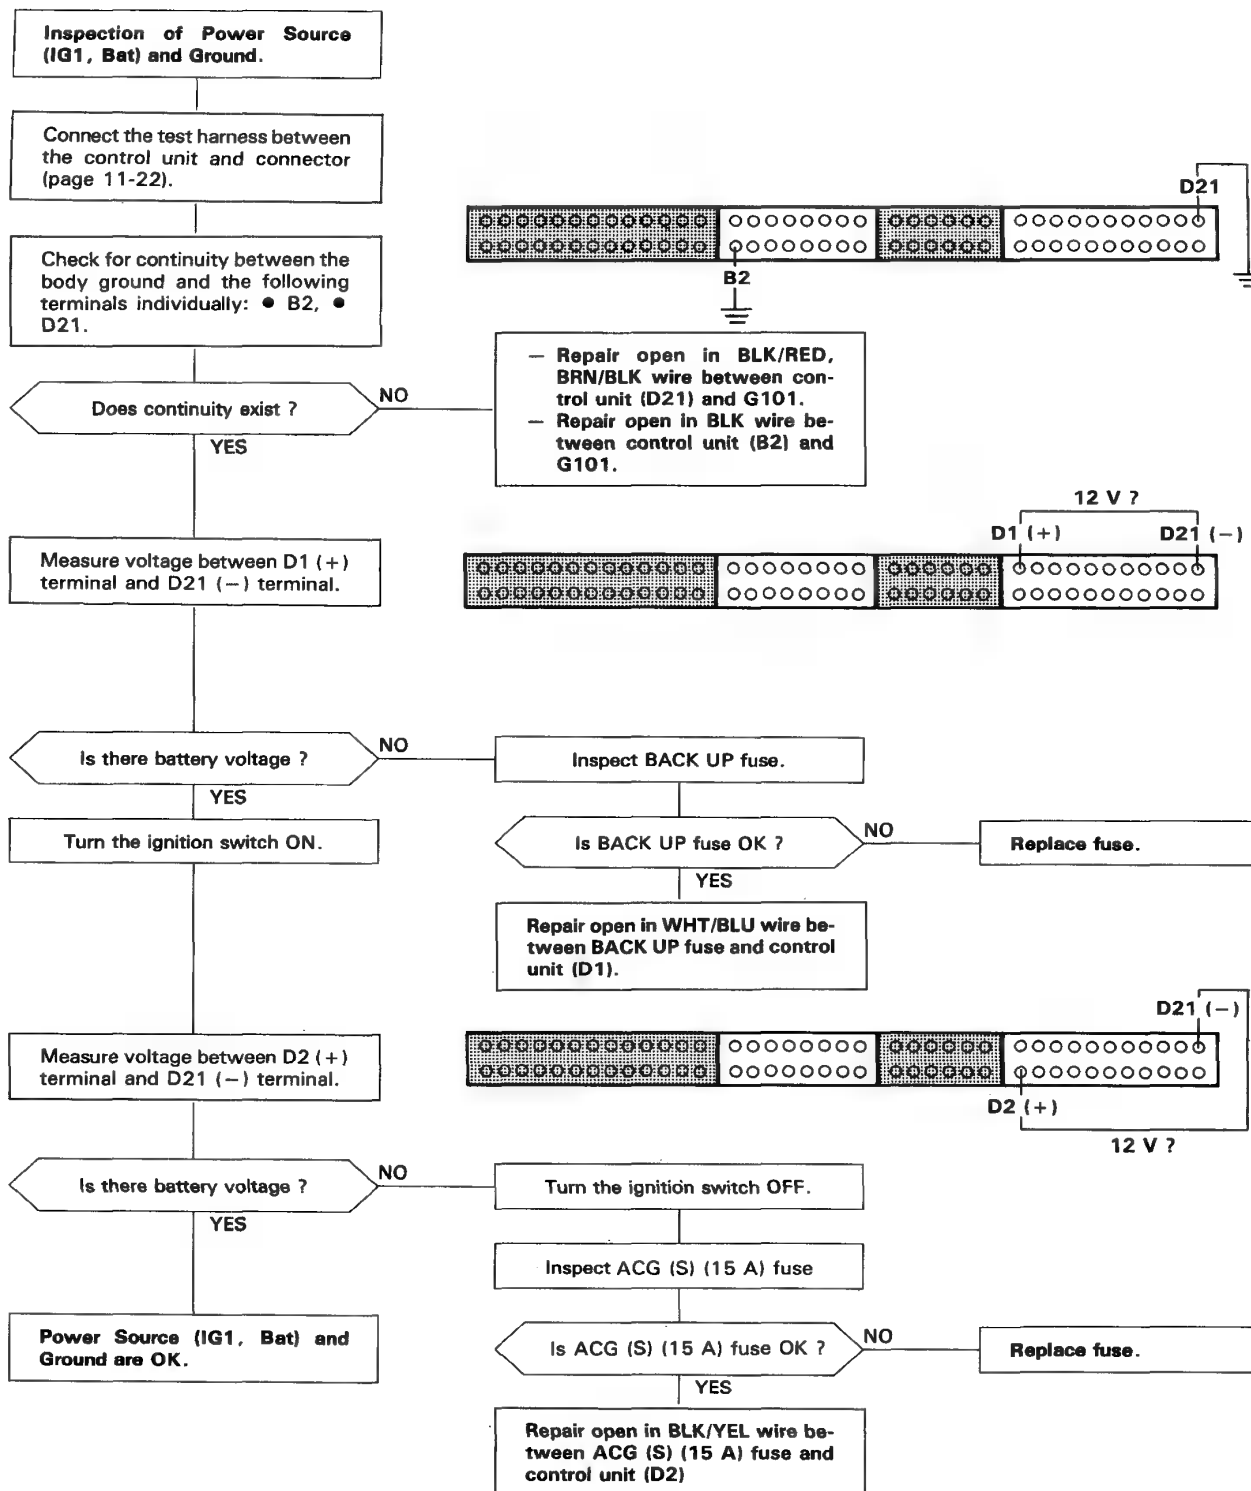 Inspection of Power Source
(IG1, Bat) and Ground.
Connect the test harness between
the control unit and connector
(page 11-22).
D21
B2
Check for continuity between the
body ground and the following
terminals individually: ● B2, ●
D21.
Does continuity exist ?
NO
YES
— Repair open in BLK/RED,
BRN/BLK wire between con-
trol unit (D21) and G101.
— Repair open in BLK wire be-
tween control unit (B2) and
G101.
12 V ?
D1 (+)
D21 (−)
Measure voltage between D1 (+)
terminal and D21 (−) terminal.
Is there battery voltage ?
NO
YES
Inspect BACK UP fuse.
Turn the ignition switch ON.
Is BACK UP fuse OK ?
NO
Replace fuse.
YES
Repair open in WHT/BLU wire be-
tween BACK UP fuse and control
unit (D1).
D21 (−)
Measure voltage between D2 (+)
terminal and D21 (−) terminal.
D2 (+)
12 V ?
Is there battery voltage ?
NO
YES
Turn the ignition switch OFF.
Inspect ACG (S) (15 A) fuse
Power Source (IG1, Bat) and
Ground are OK.
Is ACG (S) (15 A) fuse OK ?
NO
Replace fuse.
YES
Repair open in BLK/YEL wire be-
tween ACG (S) (15 A) fuse and
control unit (D2)